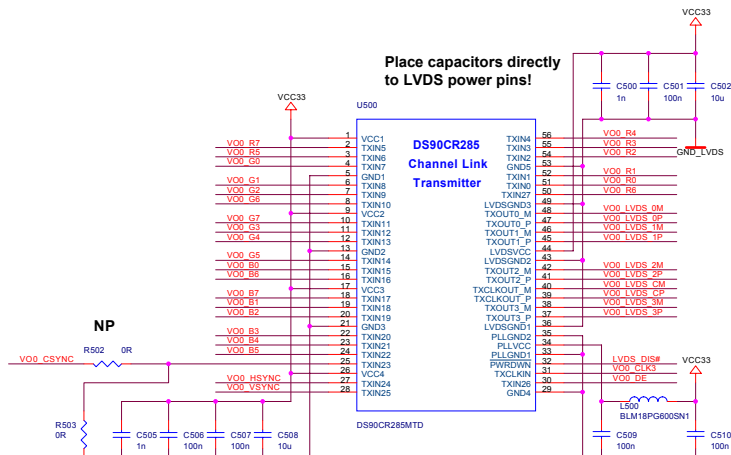 VCC33
Place capacitors directly
to LVDS power pins!
C500
1n
C501
100n
C502
10u
GND_LVDS
VCC33
U500
DS90CR285
Channel Link
Transmitter
1 VCC1 TXIN4 56 VO0_R4
VO0_R7 2 TXIN5 TXIN3 55 VO0_R3
VO0_R5 3 TXIN6 TXIN2 54 VO0_R2
VO0_G0 4 TXIN7 GND5 53
5 GND1 TXIN1 52 VO0_R1
VO0_G1 6 TXIN8 TXIN0 51 VO0_R0
VO0_G2 7 TXIN9 TXIN27 50 VO0_R6
VO0_G6 8 TXIN10 LVDSGND3 49
9 VCC2 TXOUT0_M 48 VO0_LVDS_0M
VO0_G7 10 TXIN11 TXOUT0_P 47 VO0_LVDS_0P
VO0_G3 11 TXIN12 TXOUT1_M 46 VO0_LVDS_1M
VO0_G4 12 TXIN13 TXOUT1_P 45 VO0_LVDS_1P
13 GND2 LVDSVCC 44
VO0_G5 14 TXIN14 LVDSGND2 43
VO0_B0 15 TXIN15 TXOUT2_M 42 VO0_LVDS_2M
VO0_B6 16 TXIN16 TXOUT2_P 41 VO0_LVDS_2P
17 VCC3 TXCLKOUT_M 40 VO0_LVDS_CM
VO0_B7 18 TXIN17 TXCLKOUT_P 39 VO0_LVDS_CP
VO0_B1 19 TXIN18 TXOUT3_M 38 VO0_LVDS_3M
VO0_B2 20 TXIN19 TXOUT3_P 37 VO0_LVDS_3P
21 GND3 LVDSGND1 36
VO0_B3 22 TXIN20 PLLGND2 35
VO0_B4 23 TXIN21 PLLVCC 34
VO0_B5 24 TXIN22 PLLGND1 33
25 TXIN23 PWRDWN 32 LVDS_DIS#
26 VCC4 TXCLKIN 31 VO0_CLK3
VO0_HSYNC 27 TXIN24 TXIN26 30 VO0_DE
VO0_VSYNC 28 TXIN25 GND4 29
DS90CR285MTD
NP
R502 0R
VO0_CSYNC
R503
0R
C505
1n
C506
100n
C507
100n
C508
10u
VCC33
L500
BLM18PG600SN1
C509
100n
C510
100n